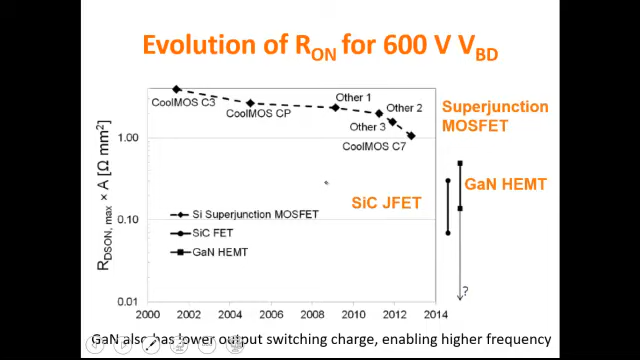 Evolution of RON for 600 V VBD
CoolMOS C3
CoolMOS CP
Other 1
Other 2
Other 3
CoolMOS C7
Superjunction
MOSFET
GaN HEMT
SiC JFET
RDSON, max × A [Ω mm²]
1.00
0.10
0.01
Si Superjunction MOSFET
SiC FET
GaN HEMT
?
2000 2002 2004 2006 2008 2010 2012 2014
GaN also has lower output switching charge, enabling higher frequency